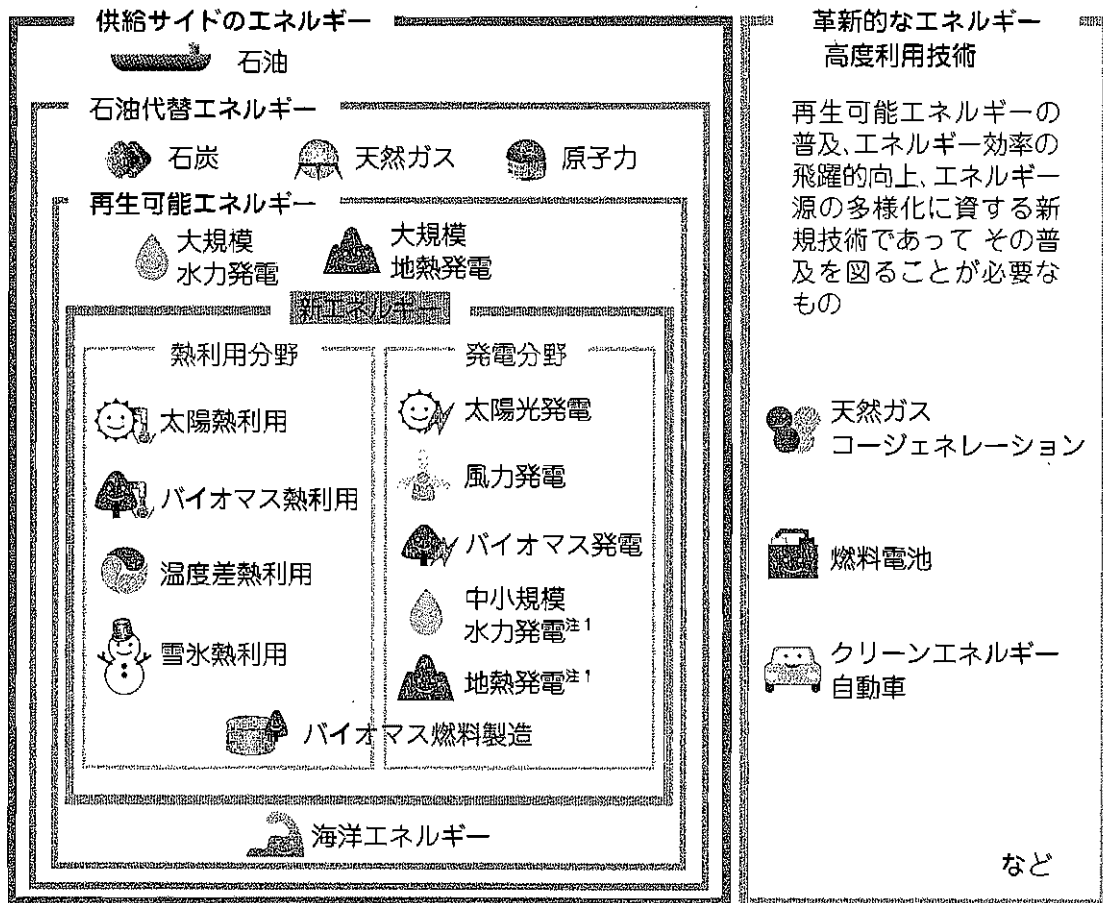 供給サイドのエネルギー
石油
石油代替エネルギー
石炭
天然ガス
原子力
再生可能エネルギー
大規模
水力発電
大規模
地熱発電
新エネルギー
熱利用分野
太陽熱利用
バイオマス熱利用
温度差熱利用
雪氷熱利用
発電分野
太陽光発電
風力発電
バイオマス発電
中小規模
水力発電注1
地熱発電注1
バイオマス燃料製造
海洋エネルギー
革新的なエネルギー
高度利用技術
再生可能エネルギーの
普及、エネルギー効率の
飛躍的向上、エネルギー
源の多様化に資する新
規技術であって その普
及を図ることが必要な
もの
天然ガス
コージェネレーション
燃料電池
クリーンエネルギー
自動車
など